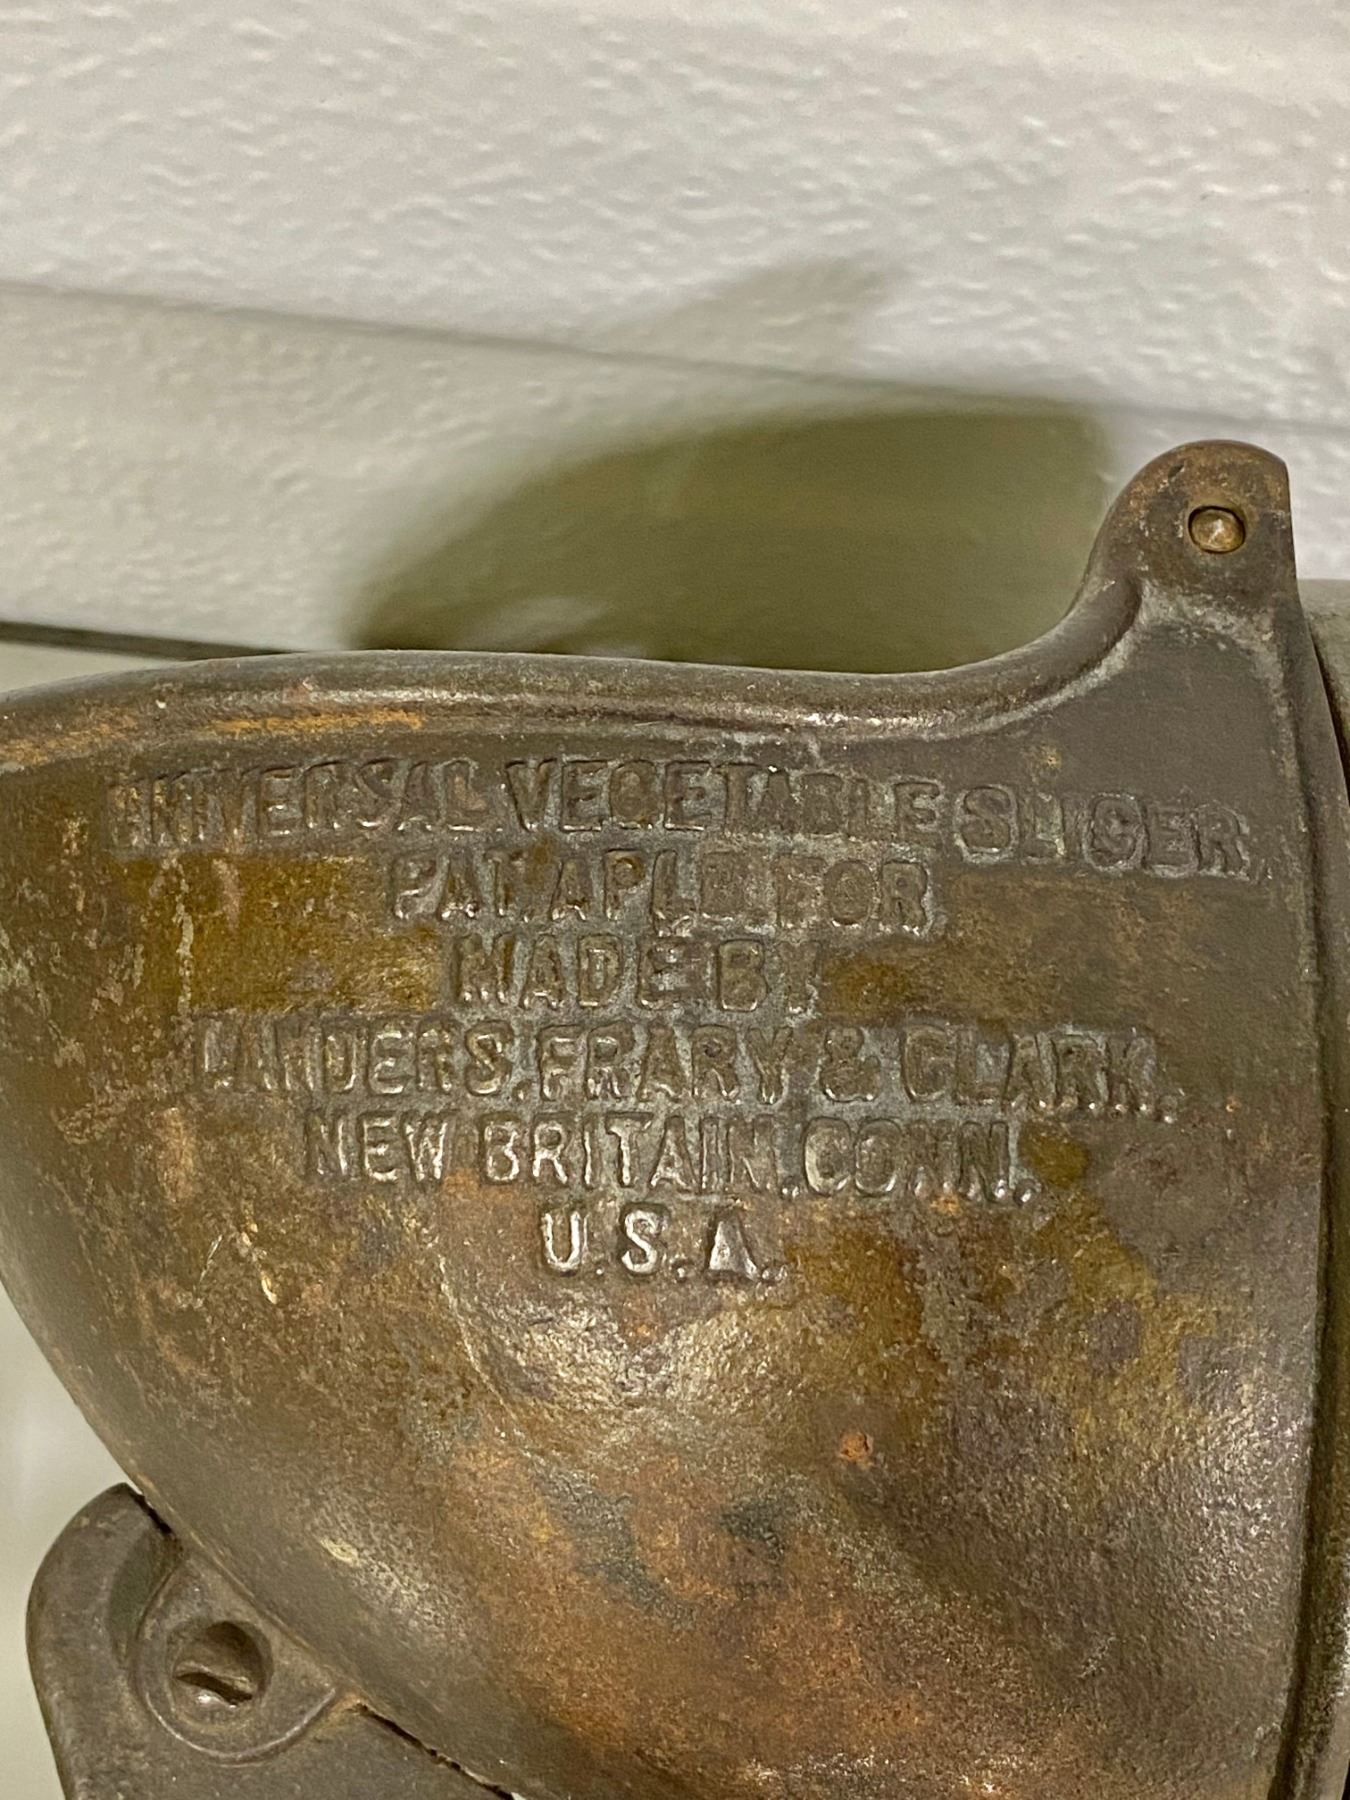 UNIVERSAL VEGETABLE SLICER,
PAT. APLD. FOR
MADE BY
LANDERS, FRARY & CLARK,
NEW BRITAIN, CONN.,
U.S.A.